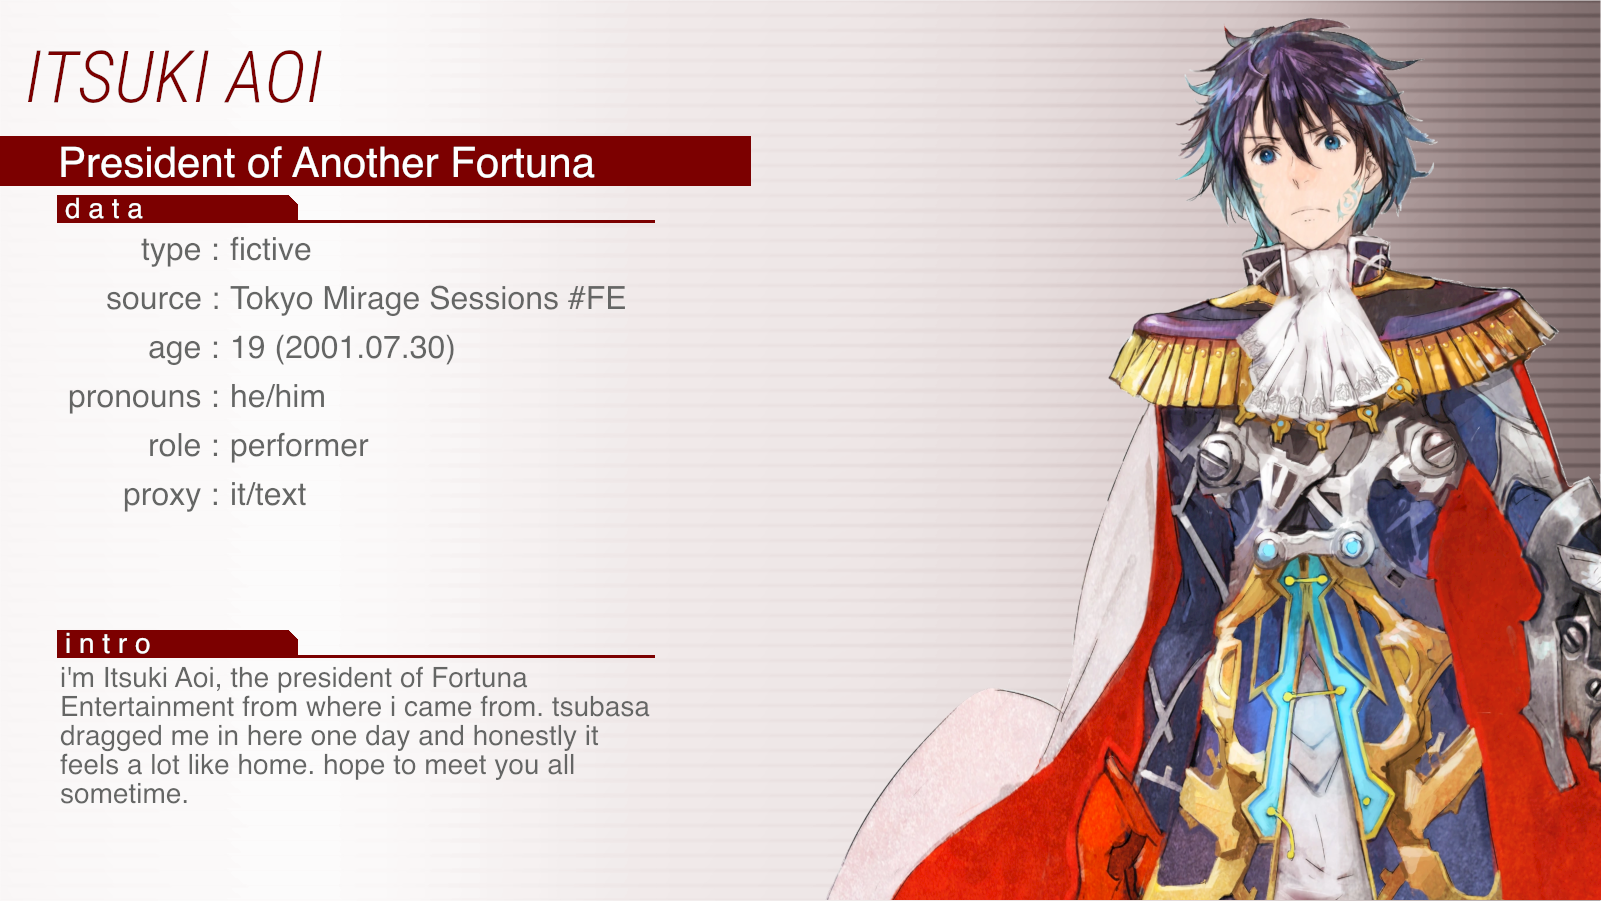 ITSUKI AOI
President of Another Fortuna
data
type : fictive
source : Tokyo Mirage Sessions #FE
age : 19 (2001.07.30)
pronouns : he/him
role : performer
proxy : it/text
intro
i'm Itsuki Aoi, the president of Fortuna
Entertainment from where i came from. tsubasa
dragged me in here one day and honestly it
feels a lot like home. hope to meet you all
sometime.